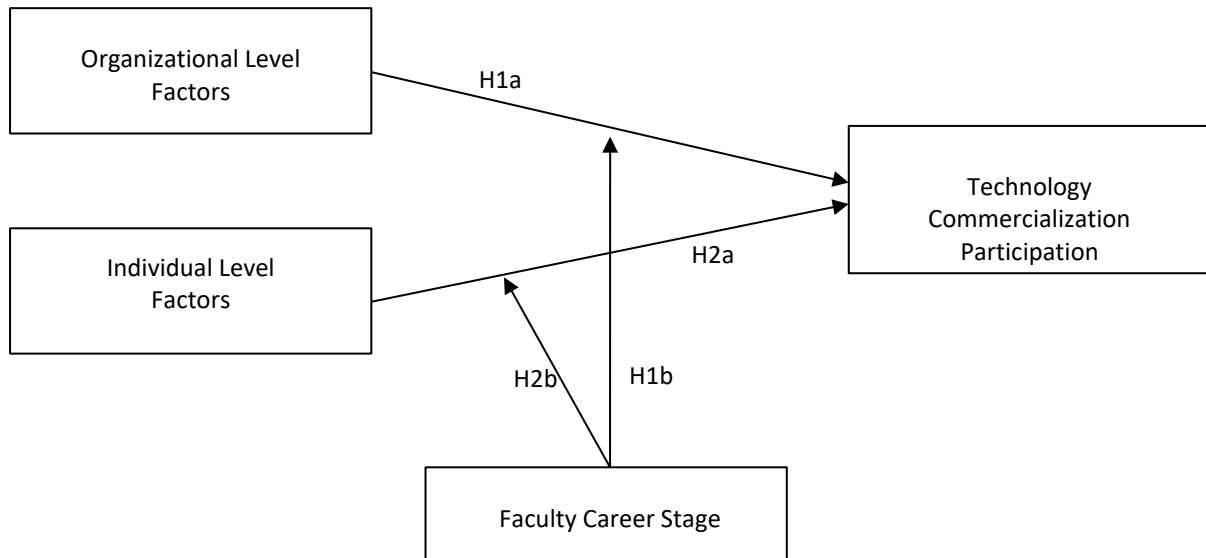 Organizational Level
Factors
H1a
Technology
Commercialization
Participation
H2a
Individual Level
Factors
H2b
H1b
Faculty Career Stage